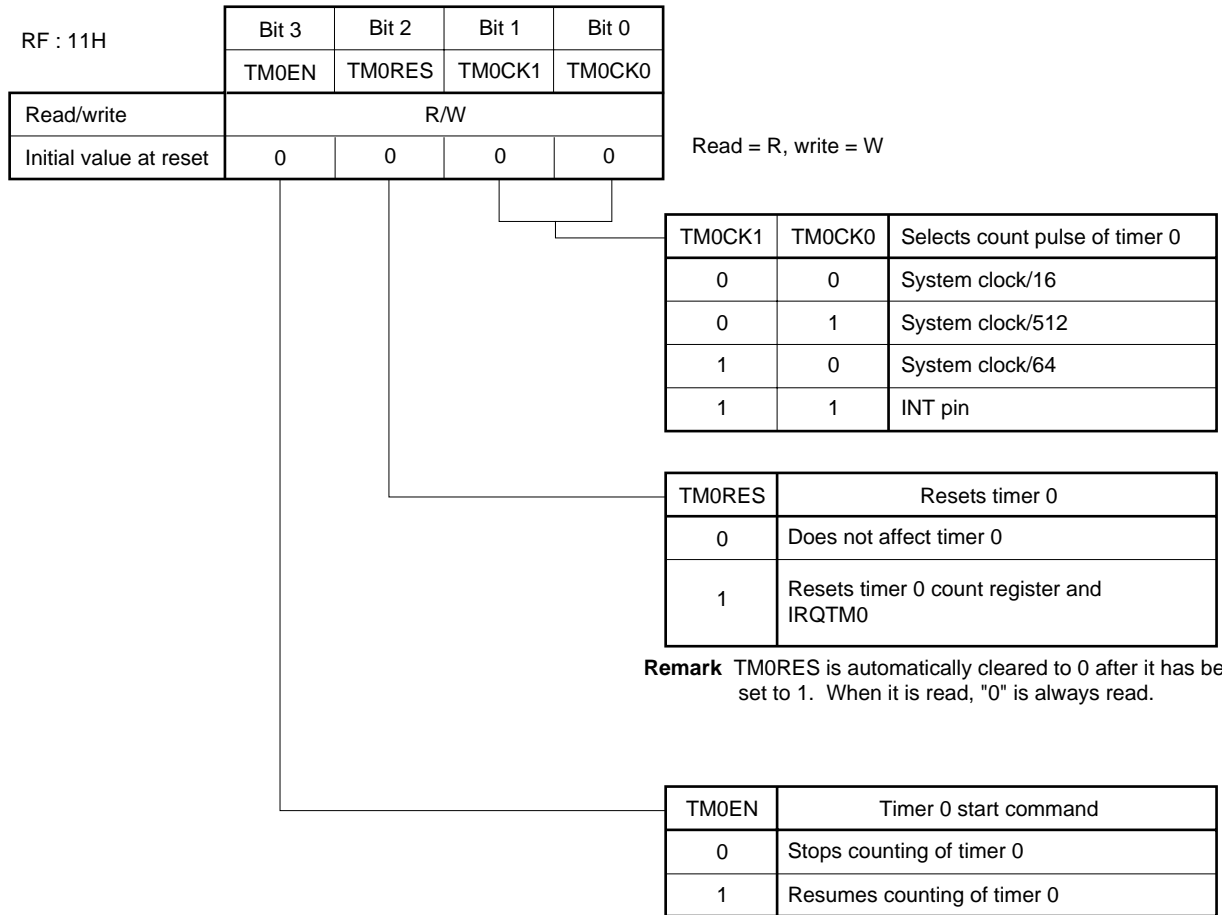 RF : 11H
Bit 3 Bit 2 Bit 1 Bit 0
TM0EN TM0RES TM0CK1 TM0CK0
Read/write R/W
Initial value at reset 0 0 0 0
Read = R, write = W
TM0CK1 TM0CK0 Selects count pulse of timer 0
0 0 System clock/16
0 1 System clock/512
1 0 System clock/64
1 1 INT pin
TM0RES Resets timer 0
0 Does not affect timer 0
1 Resets timer 0 count register and
IRQTM0
Remark TM0RES is automatically cleared to 0 after it has be
set to 1. When it is read, "0" is always read.
TM0EN Timer 0 start command
0 Stops counting of timer 0
1 Resumes counting of timer 0